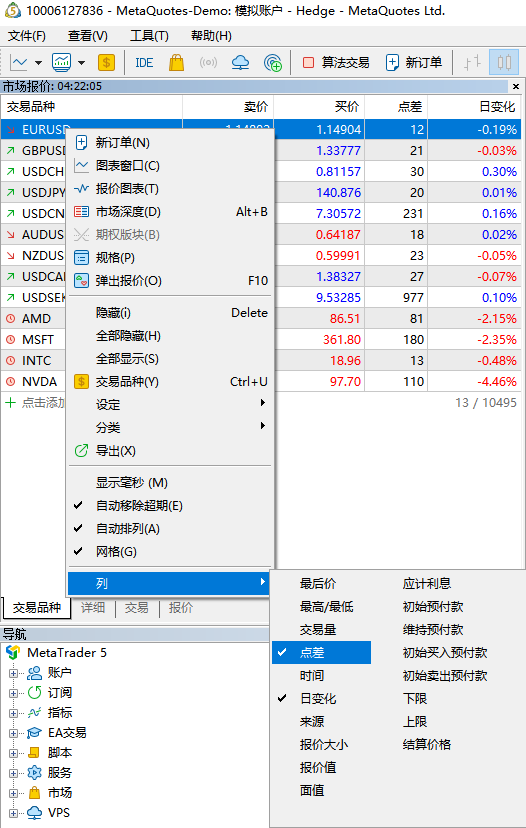 10006127836 - MetaQuotes-Demo: 模拟账户 - Hedge - MetaQuotes Ltd.
文件(F) 查看(V) 工具(T) 帮助(H)
IDE 算法交易 新订单
市场报价: 04:22:05
交易品种 卖价 买价 点差 日变化
EURUSD 1.14904 12 -0.19%
GBPUSD 1.33777 21 -0.03%
USDCH 0.81157 30 0.30%
USDJPY 140.876 20 0.01%
USDCN 7.30572 231 0.16%
AUDUS 0.64187 18 0.02%
NZDUS 0.59991 23 -0.05%
USDCAI 1.38327 27 -0.07%
USDSEK 9.53285 977 0.10%
AMD 86.51 81 -2.15%
MSFT 361.80 180 -2.35%
INTC 18.96 13 -0.48%
NVDA 97.70 110 -4.46%
点击添加 13 / 10495
新订单(N)
图表窗口(C)
报价图表(T)
市场深度(D) Alt+B
期权版块(B)
规格(P)
弹出报价(O) F10
隐藏(i) Delete
全部隐藏(H)
全部显示(S)
交易品种(Y) Ctrl+U
设定
分类
导出(X)
显示毫秒 (M)
自动移除超期(E)
自动排列(A)
网格(G)
列
交易品种 详细 交易 报价
最后价 应计利息
最高/最低 初始预付款
交易量 维持预付款
点差 初始买入预付款
时间 初始卖出预付款
日变化 下限
来源 上限
报价大小 结算价格
报价值
面值
导航
MetaTrader 5
账户
订阅
指标
EA交易
脚本
服务
市场
VPS